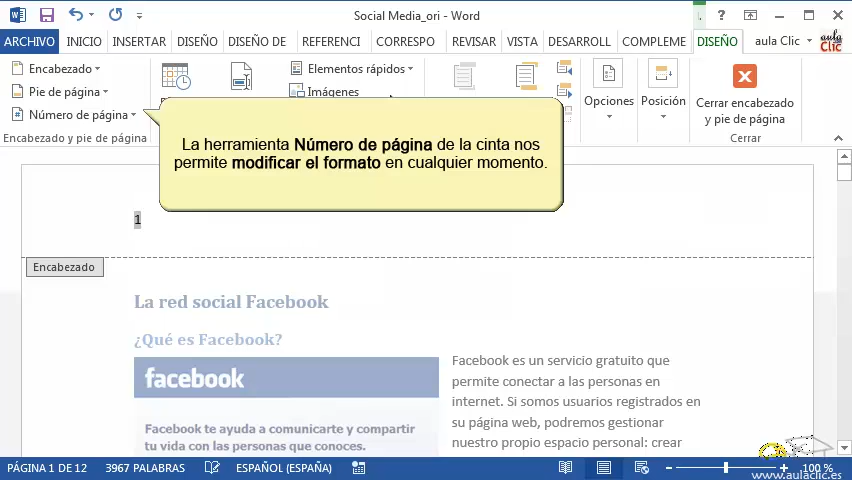 Social Media_ori - Word
ARCHIVO INICIO INSERTAR DISEÑO DISEÑO DE REFERENCI CORRESPO REVISAR VISTA DESARROLL COMPLEME DISEÑO aula Clic
aula
Clic
Encabezado
Pie de página
Número de página
Encabezado y pie de página
Elementos rápidos
Imágenes
Opciones
Posición
Cerrar encabezado
y pie de página
Cerrar
La herramienta Número de página de la cinta nos
permite modificar el formato en cualquier momento.
1
Encabezado
La red social Facebook
¿Qué es Facebook?
facebook
Facebook te ayuda a comunicarte y compartir
tu vida con las personas que conoces.
Facebook es un servicio gratuito que
permite conectar a las personas en
internet. Si somos usuarios registrados en
su página web, podremos gestionar
nuestro propio espacio personal: crear
PÁGINA 1 DE 12 3967 PALABRAS ESPAÑOL (ESPAÑA) 100 %
www.aulaclic.es